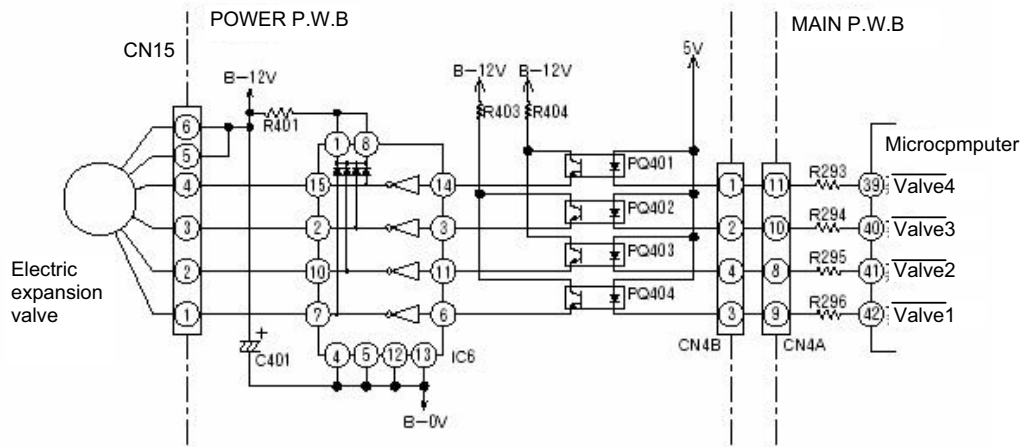 POWER P.W.B
MAIN P.W.B
CN15
5V
B-12V
B-12V
B-12V
R401
R403
R404
6
5
4
3
2
1
1
8
15
14
2
3
10
11
7
6
4
5
12
13
IC6
C401
+
B-0V
PQ401
PQ402
PQ403
PQ404
1
2
4
3
CN4B
11
10
8
9
CN4A
R293
R294
R295
R296
Microcpmputer
39
Valve4
40
Valve3
41
Valve2
42
Valve1
Electric
expansion
valve